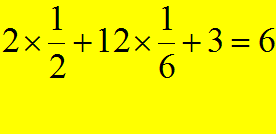 2 × 1/2 + 12 × 1/6 + 3 = 6